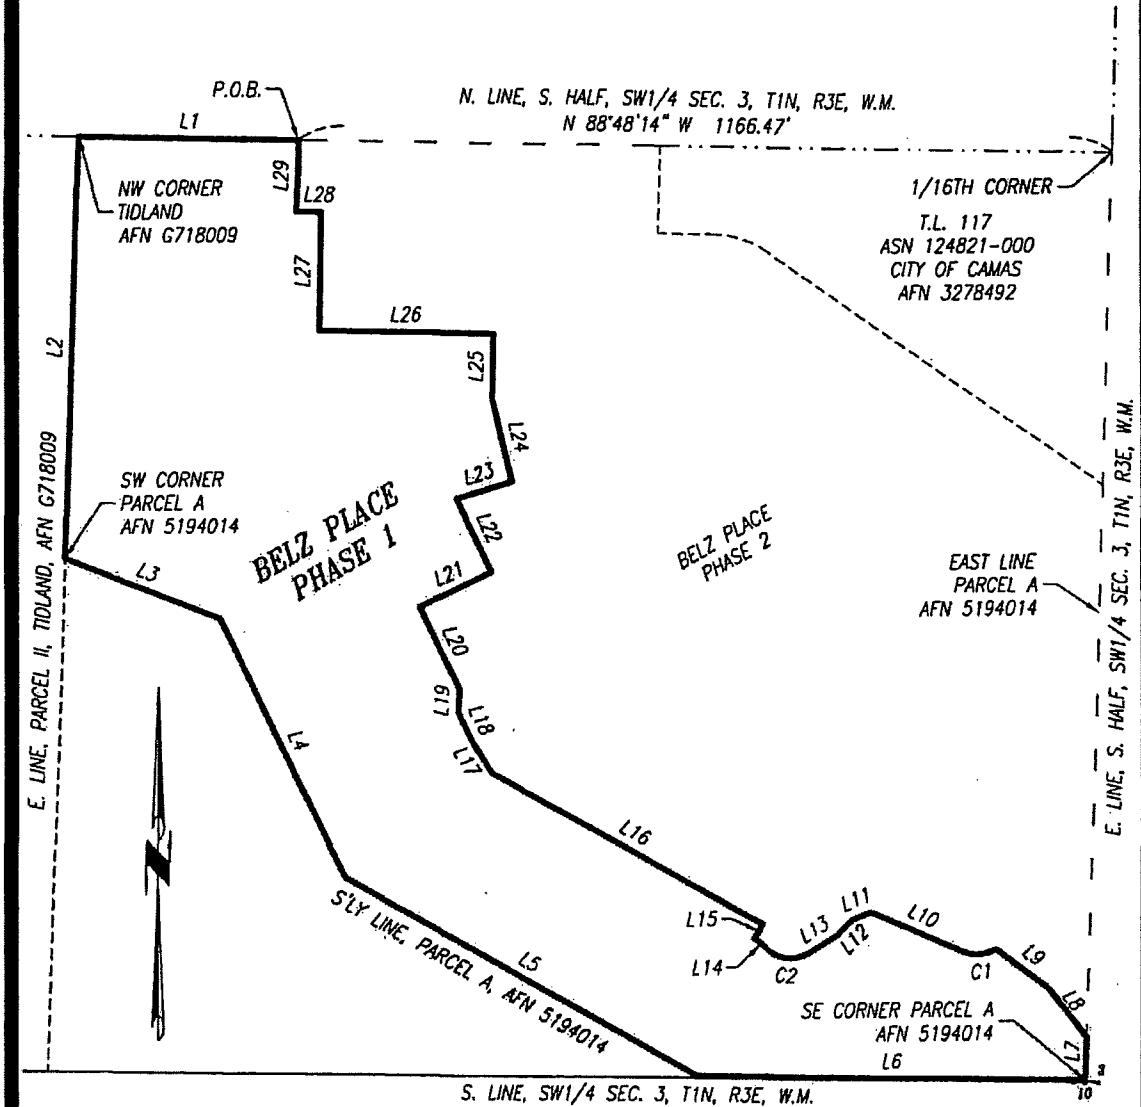 P.O.B.
N. LINE, S. HALF, SW1/4 SEC. 3, T1N, R3E, W.M.
N 88°48'14" W 1166.47'
L1
L29
L28
NW CORNER
TIDLAND
AFN G718009
1/16TH CORNER
T.L. 117
ASN 124821-000
CITY OF CAMAS
AFN 3278492
L27
L26
L2
L25
L24
L23
SW CORNER
PARCEL A
AFN 5194014
BELZ PLACE
PHASE 1
L22
BELZ PLACE
PHASE 2
L3
L21
EAST LINE
PARCEL A
AFN 5194014
E. LINE, PARCEL II, TIDLAND, AFN G718009
E. LINE, S. HALF, SW1/4 SEC. 3, T1N, R3E, W.M.
L20
L19
L18
L4
L17
L16
L15
L14
C2
L13
L11
L12
L10
C1
L9
L8
S'LY LINE, PARCEL A, AFN 5194014
L5
SE CORNER PARCEL A
AFN 5194014
L7
L6
10
S. LINE, SW1/4 SEC. 3, T1N, R3E, W.M.